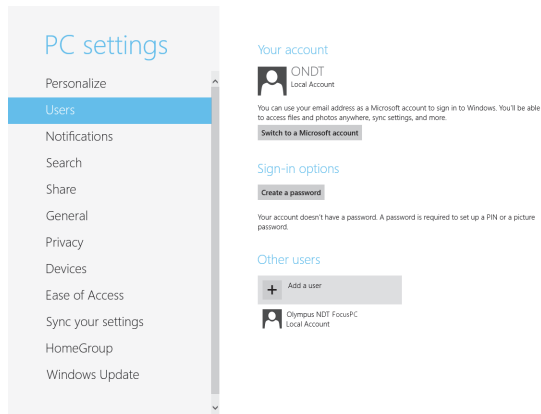 PC settings
Personalize
Users
Notifications
Search
Share
General
Privacy
Devices
Ease of Access
Sync your settings
HomeGroup
Windows Update
Your account
ONDT
Local Account
You can use your email address as a Microsoft account to sign in to Windows. You'll be able
to access files and photos anywhere, sync settings, and more.
Switch to a Microsoft account
Sign-in options
Create a password
Your account doesn't have a password. A password is required to set up a PIN or a picture
password.
Other users
+ Add a user
Olympus NDT FocusPC
Local Account